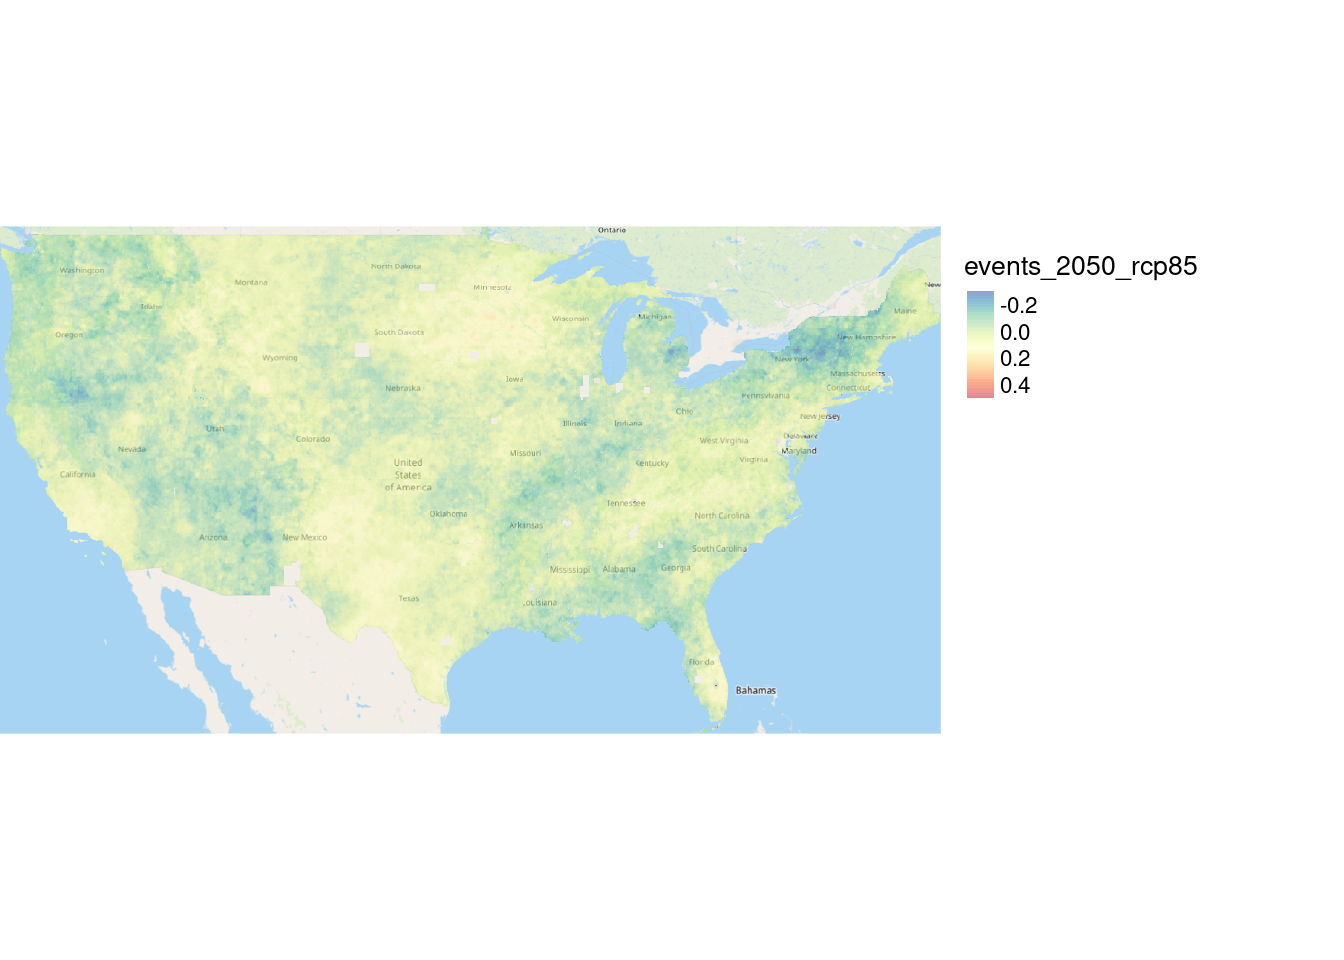 Ontario
Washington
North Dakota
Montana
Minnesota
New
Idaho
Maine
Michigan
Wisconsin
Oregon
South Dakota
New Hampshire
Wyoming
New York
Massachusetts
Iowa
Nebraska
Connecticut
Pennsylvania
Ohio
New Jersey
Illinois
Indiana
Utah
Colorado
Delaware
West Virginia
Nevada
Missouri
Maryland
Kentucky
Virginia
United
States
of America
California
Tennessee
Oklahoma
North Carolina
Arkansas
Arizona
New Mexico
South Carolina
Mississippi
Alabama
Georgia
Texas
Louisiana
Florida
Bahamas
events_2050_rcp85
-0.2
0.0
0.2
0.4